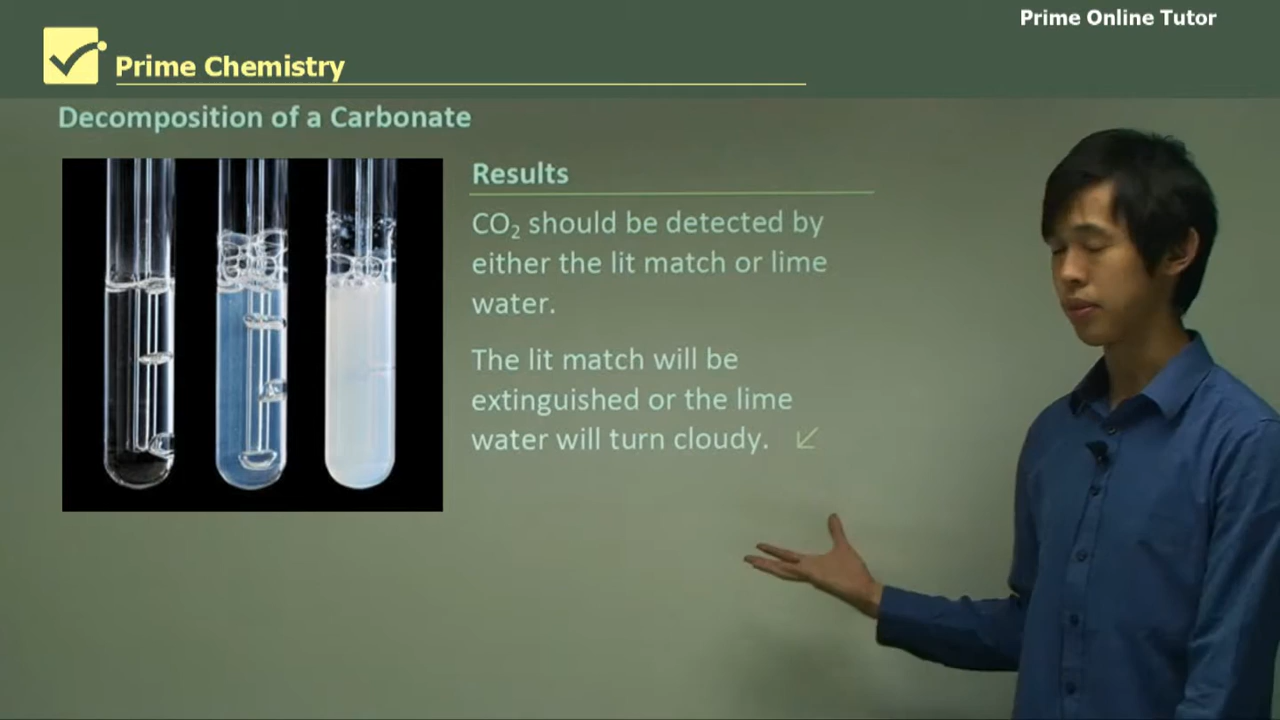 Prime Online Tutor
Prime Chemistry
Decomposition of a Carbonate
Results
CO₂ should be detected by
either the lit match or lime
water.
The lit match will be
extinguished or the lime
water will turn cloudy.